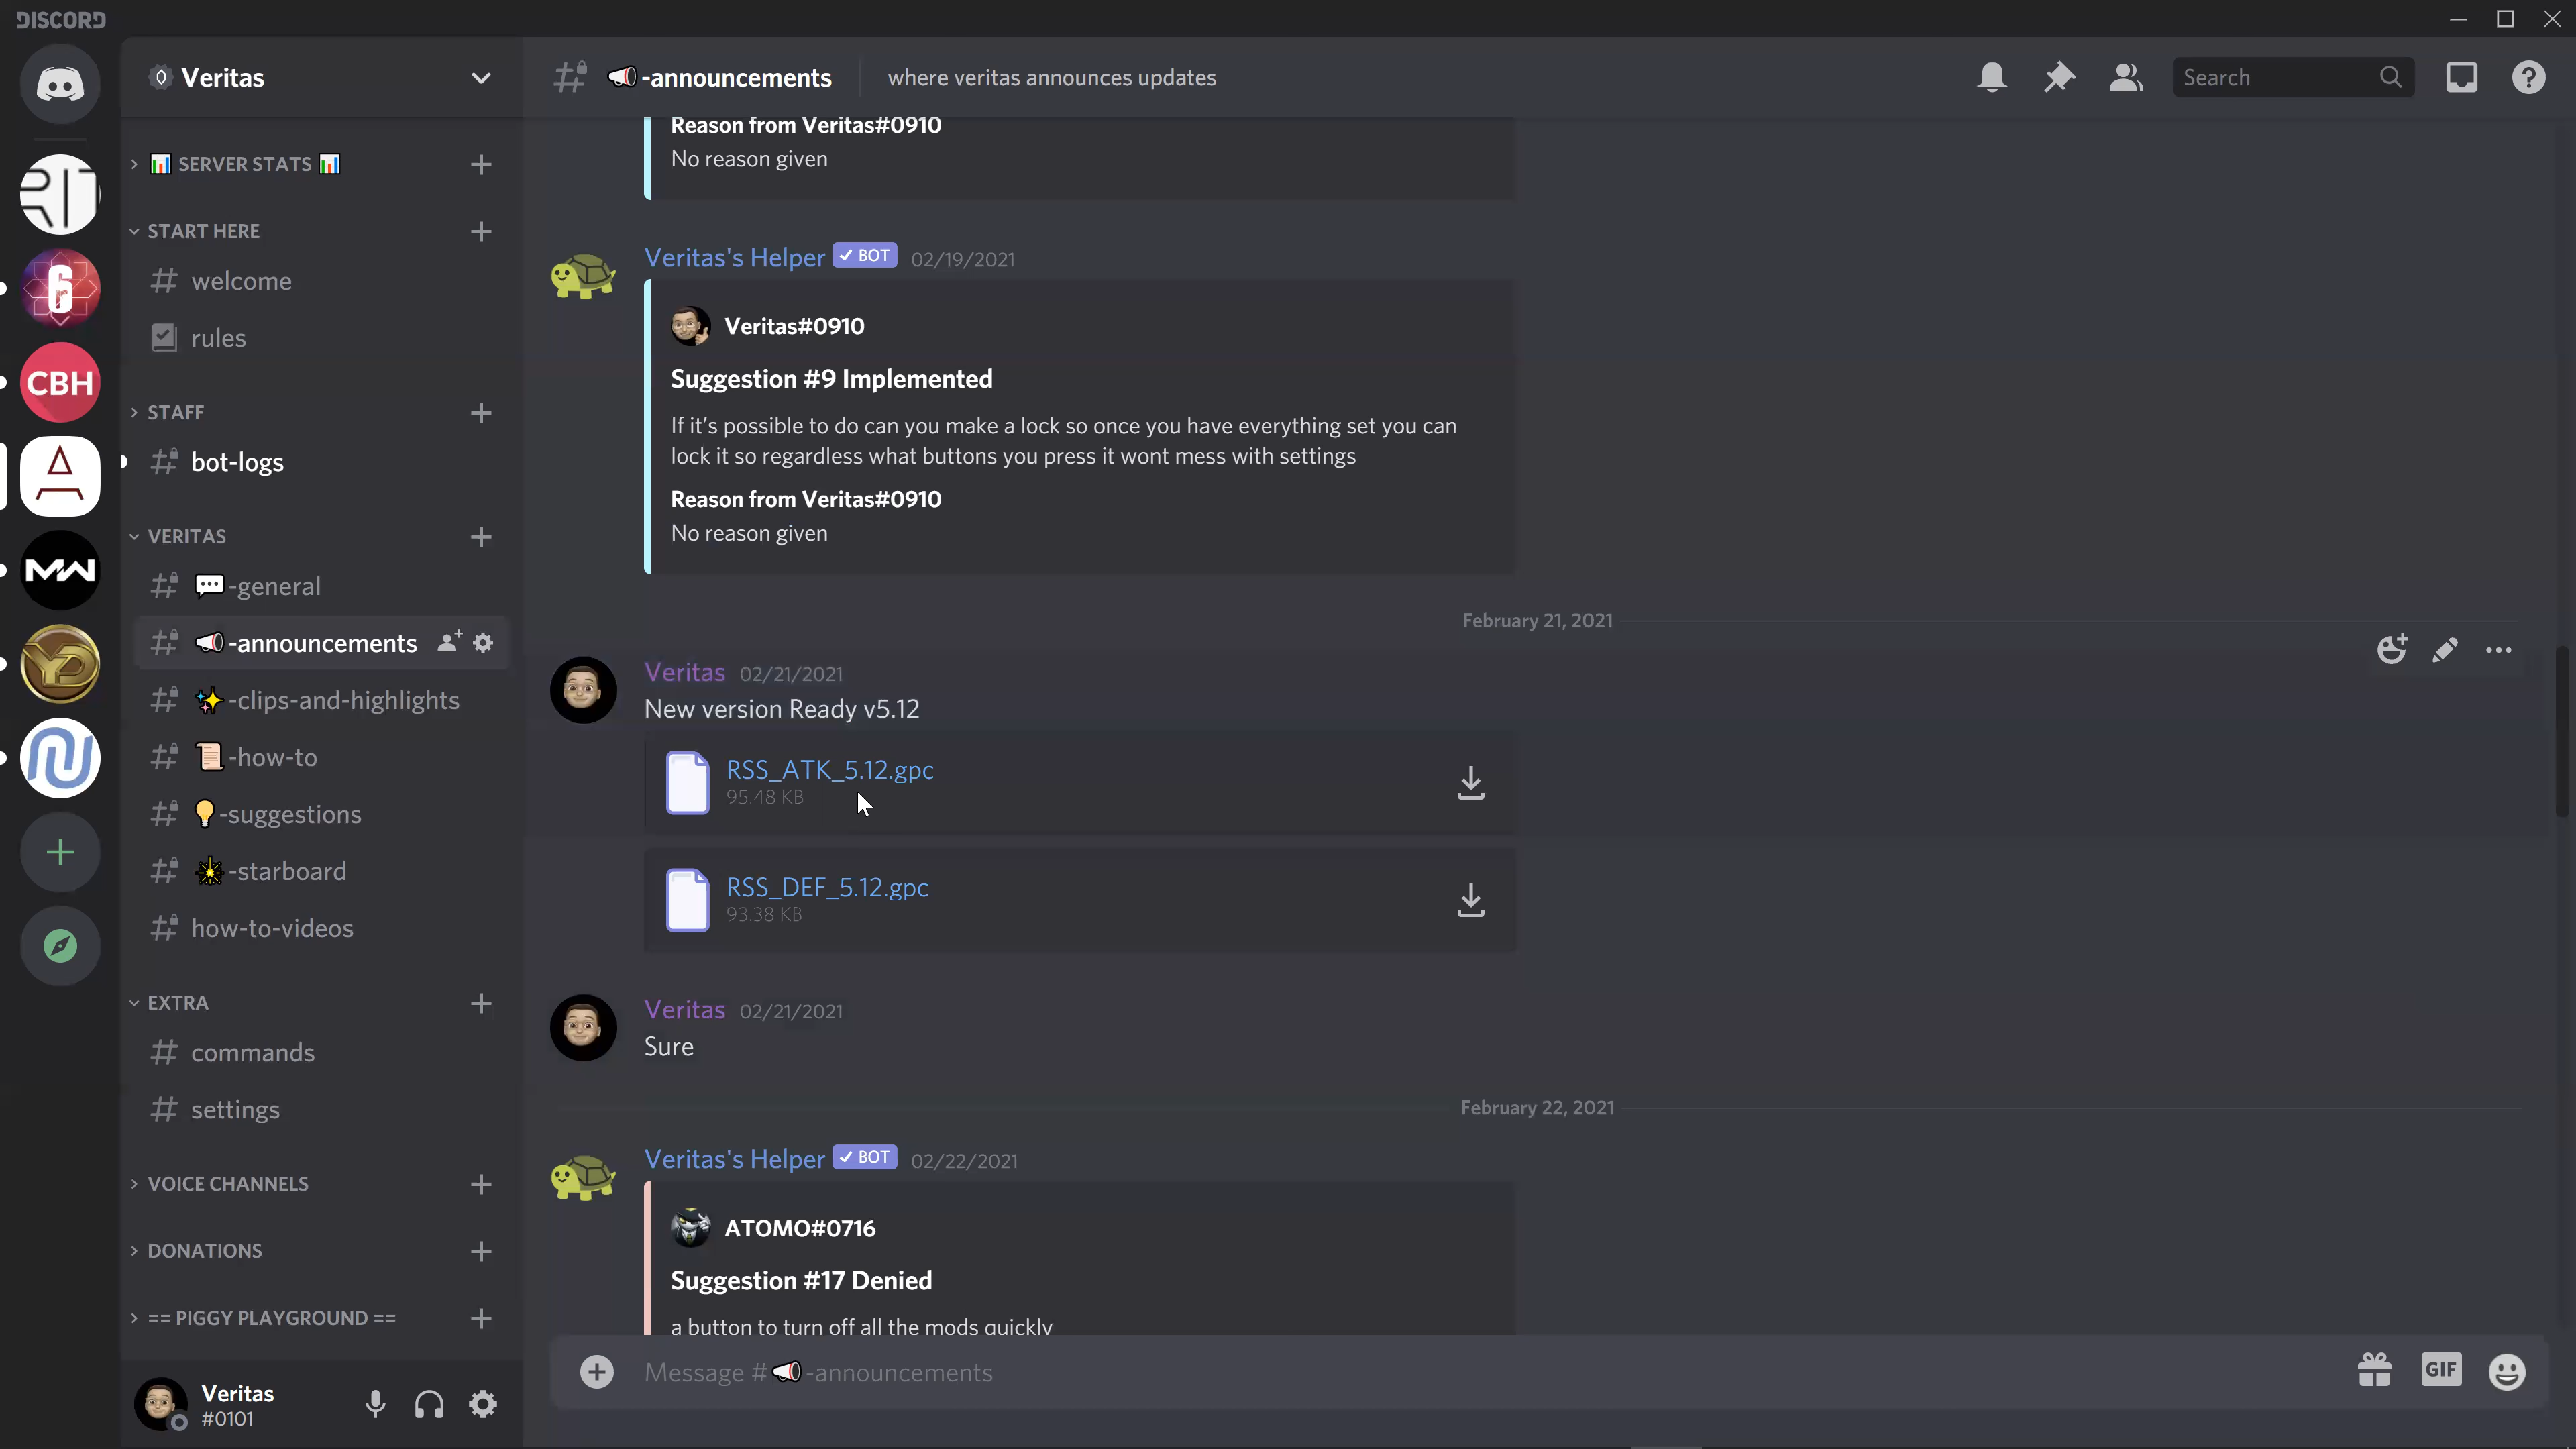 DISCORD
Veritas
SERVER STATS
START HERE
welcome
rules
STAFF
bot-logs
VERITAS
-general
-announcements
-clips-and-highlights
-how-to
-suggestions
-starboard
how-to-videos
EXTRA
commands
settings
VOICE CHANNELS
DONATIONS
== PIGGY PLAYGROUND ==
Veritas
#0101
6
CBH
MW
YD
-announcements
where veritas announces updates
Search
Reason from Veritas#0910
No reason given
Veritas's Helper ✓ BOT 02/19/2021
Veritas#0910
Suggestion #9 Implemented
If it’s possible to do can you make a lock so once you have everything set you can
lock it so regardless what buttons you press it wont mess with settings
Reason from Veritas#0910
No reason given
February 21, 2021
Veritas 02/21/2021
New version Ready v5.12
RSS_ATK_5.12.gpc
95.48 KB
RSS_DEF_5.12.gpc
93.38 KB
Veritas 02/21/2021
Sure
February 22, 2021
Veritas's Helper ✓ BOT 02/22/2021
ATOMO#0716
Suggestion #17 Denied
a button to turn off all the mods quickly
Message # -announcements
GIF